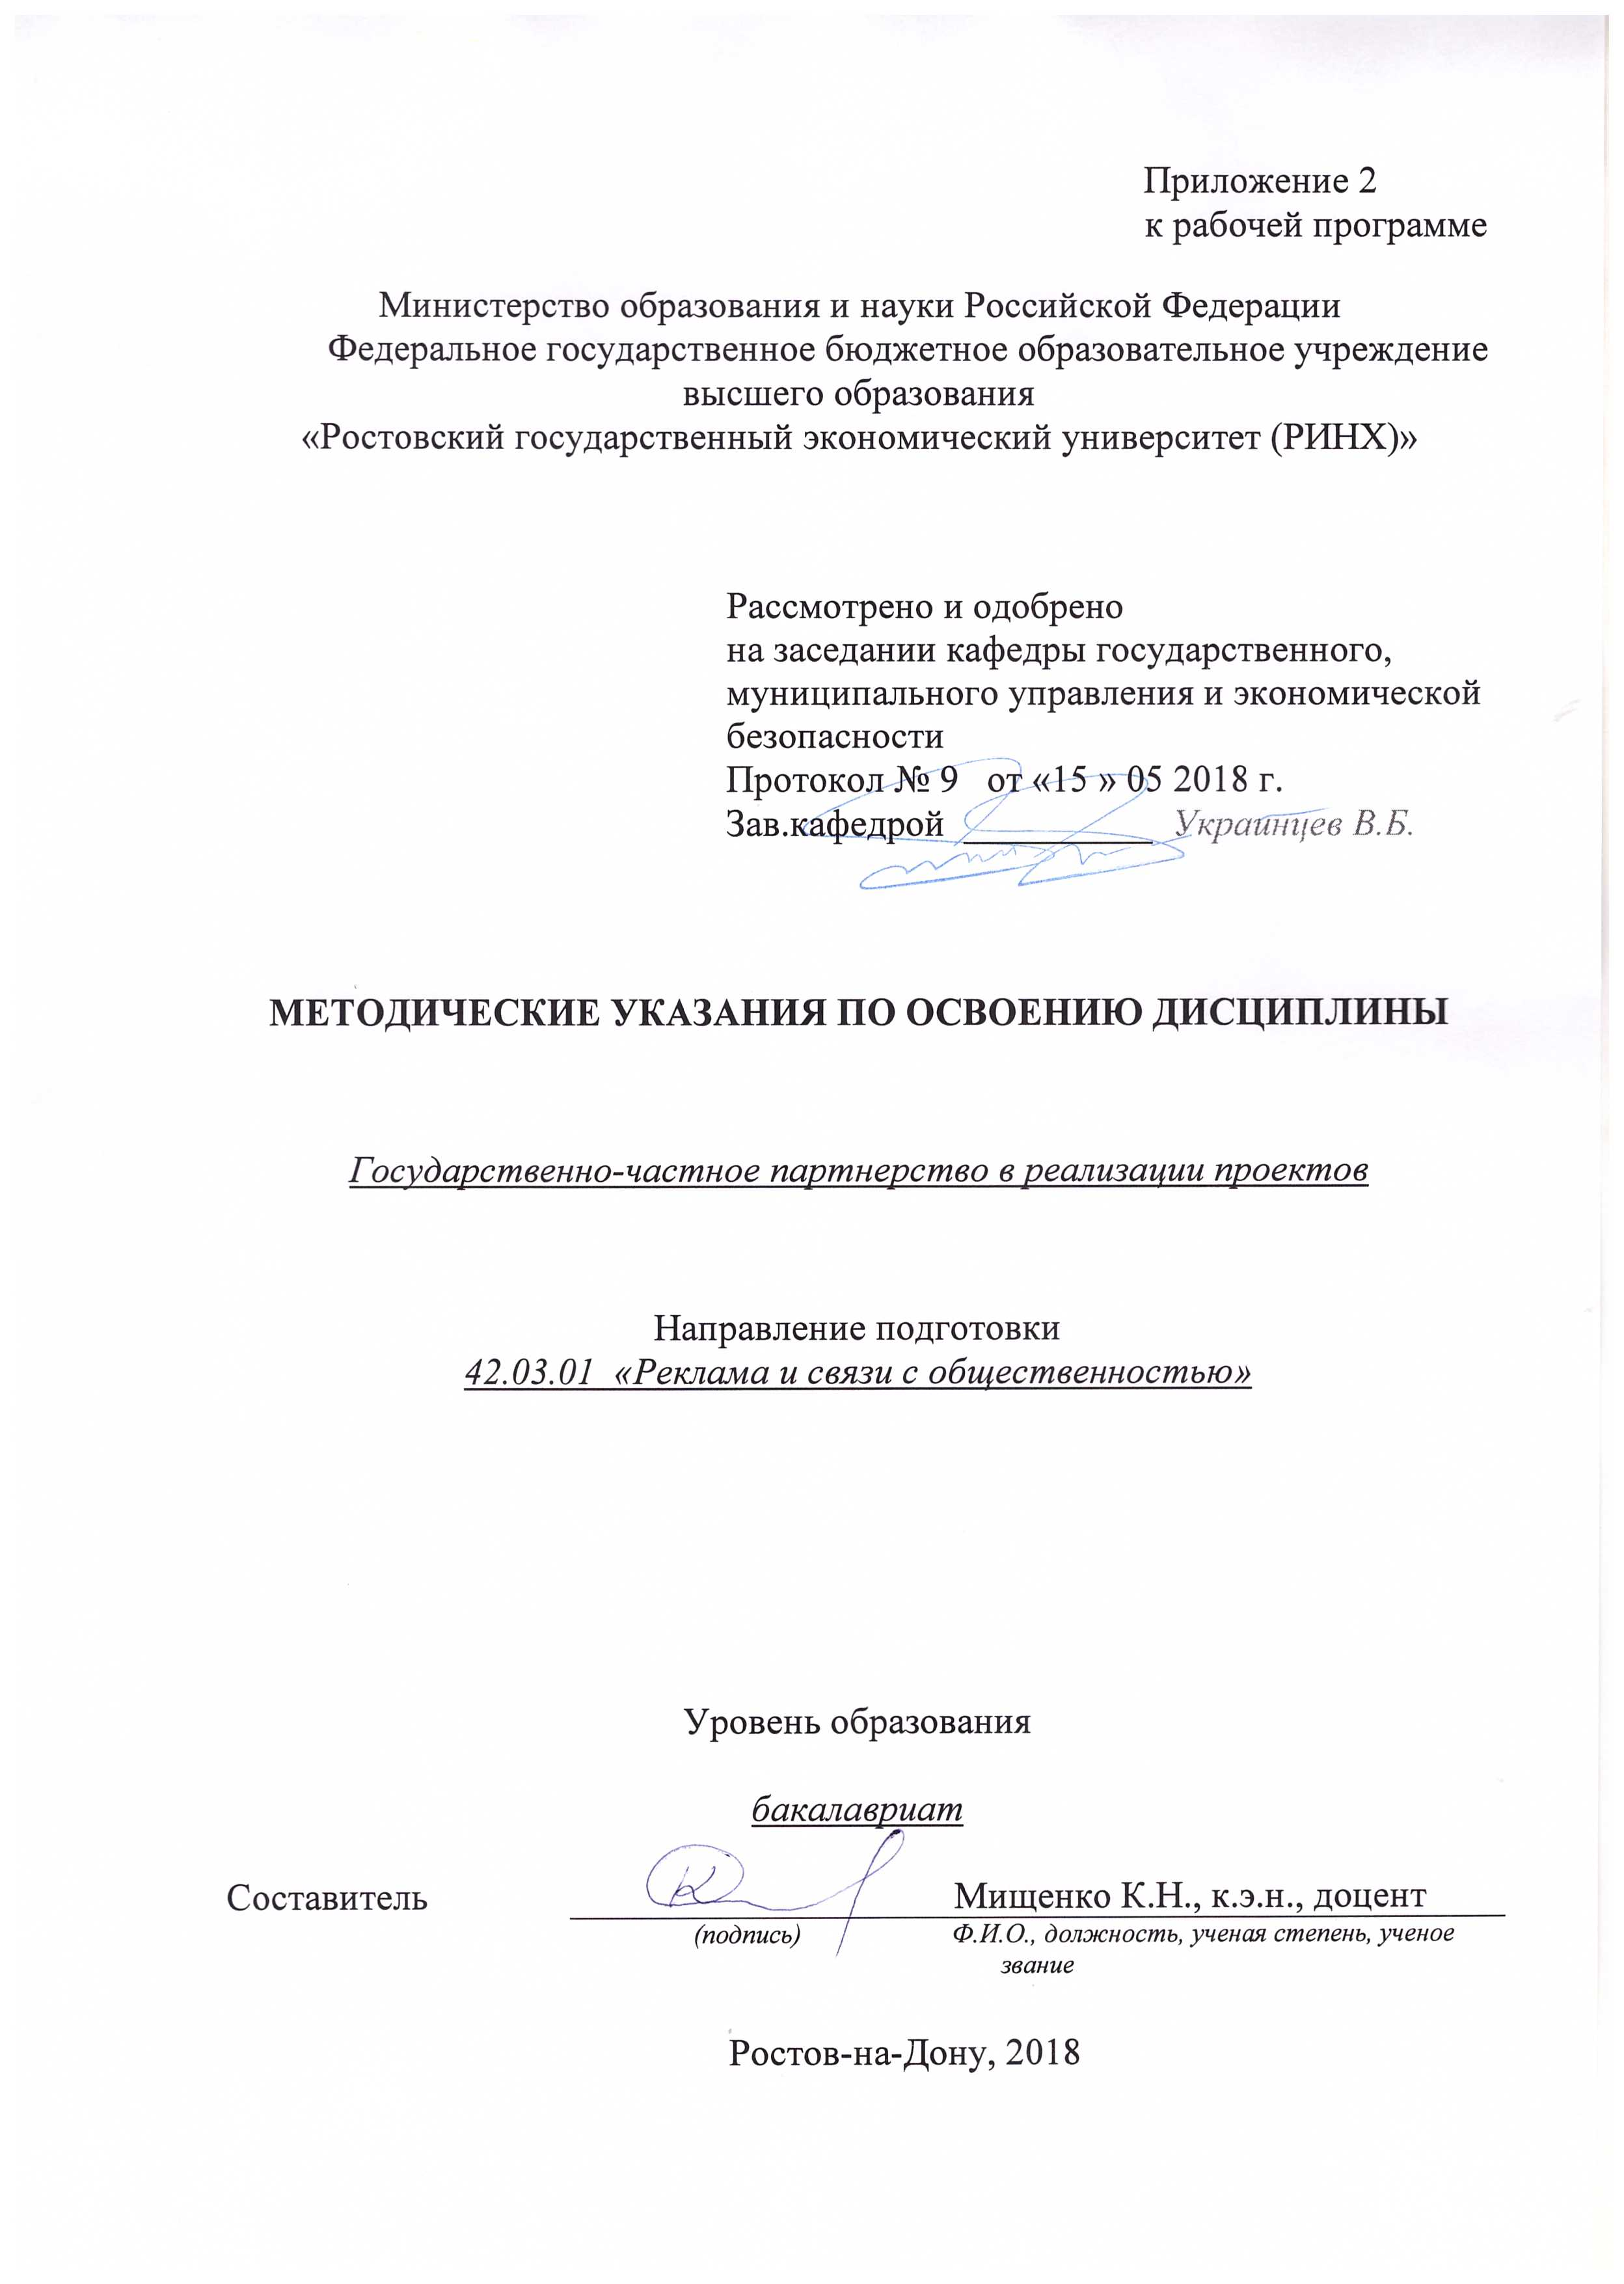 Приложение 2
к рабочей программе
Министерство образования и науки Российской Федерации
Федеральное государственное бюджетное образовательное учреждение
высшего образования
«Ростовский государственный экономический университет (РИНХ)»
Рассмотрено и одобрено
на заседании кафедры государственного,
муниципального управления и экономической
безопасности
Протокол № 9 от «15 » 05 2018 г.
Зав.кафедрой __________ Украинцев В.Б.
МЕТОДИЧЕСКИЕ УКАЗАНИЯ ПО ОСВОЕНИЮ ДИСЦИПЛИНЫ
Государственно-частное партнерство в реализации проектов
Направление подготовки
42.03.01 «Реклама и связи с общественностью»
Уровень образования
бакалавриат
Составитель Мищенко К.Н., к.э.н., доцент
(подпись) Ф.И.О., должность, ученая степень, ученое
звание
Ростов-на-Дону, 2018